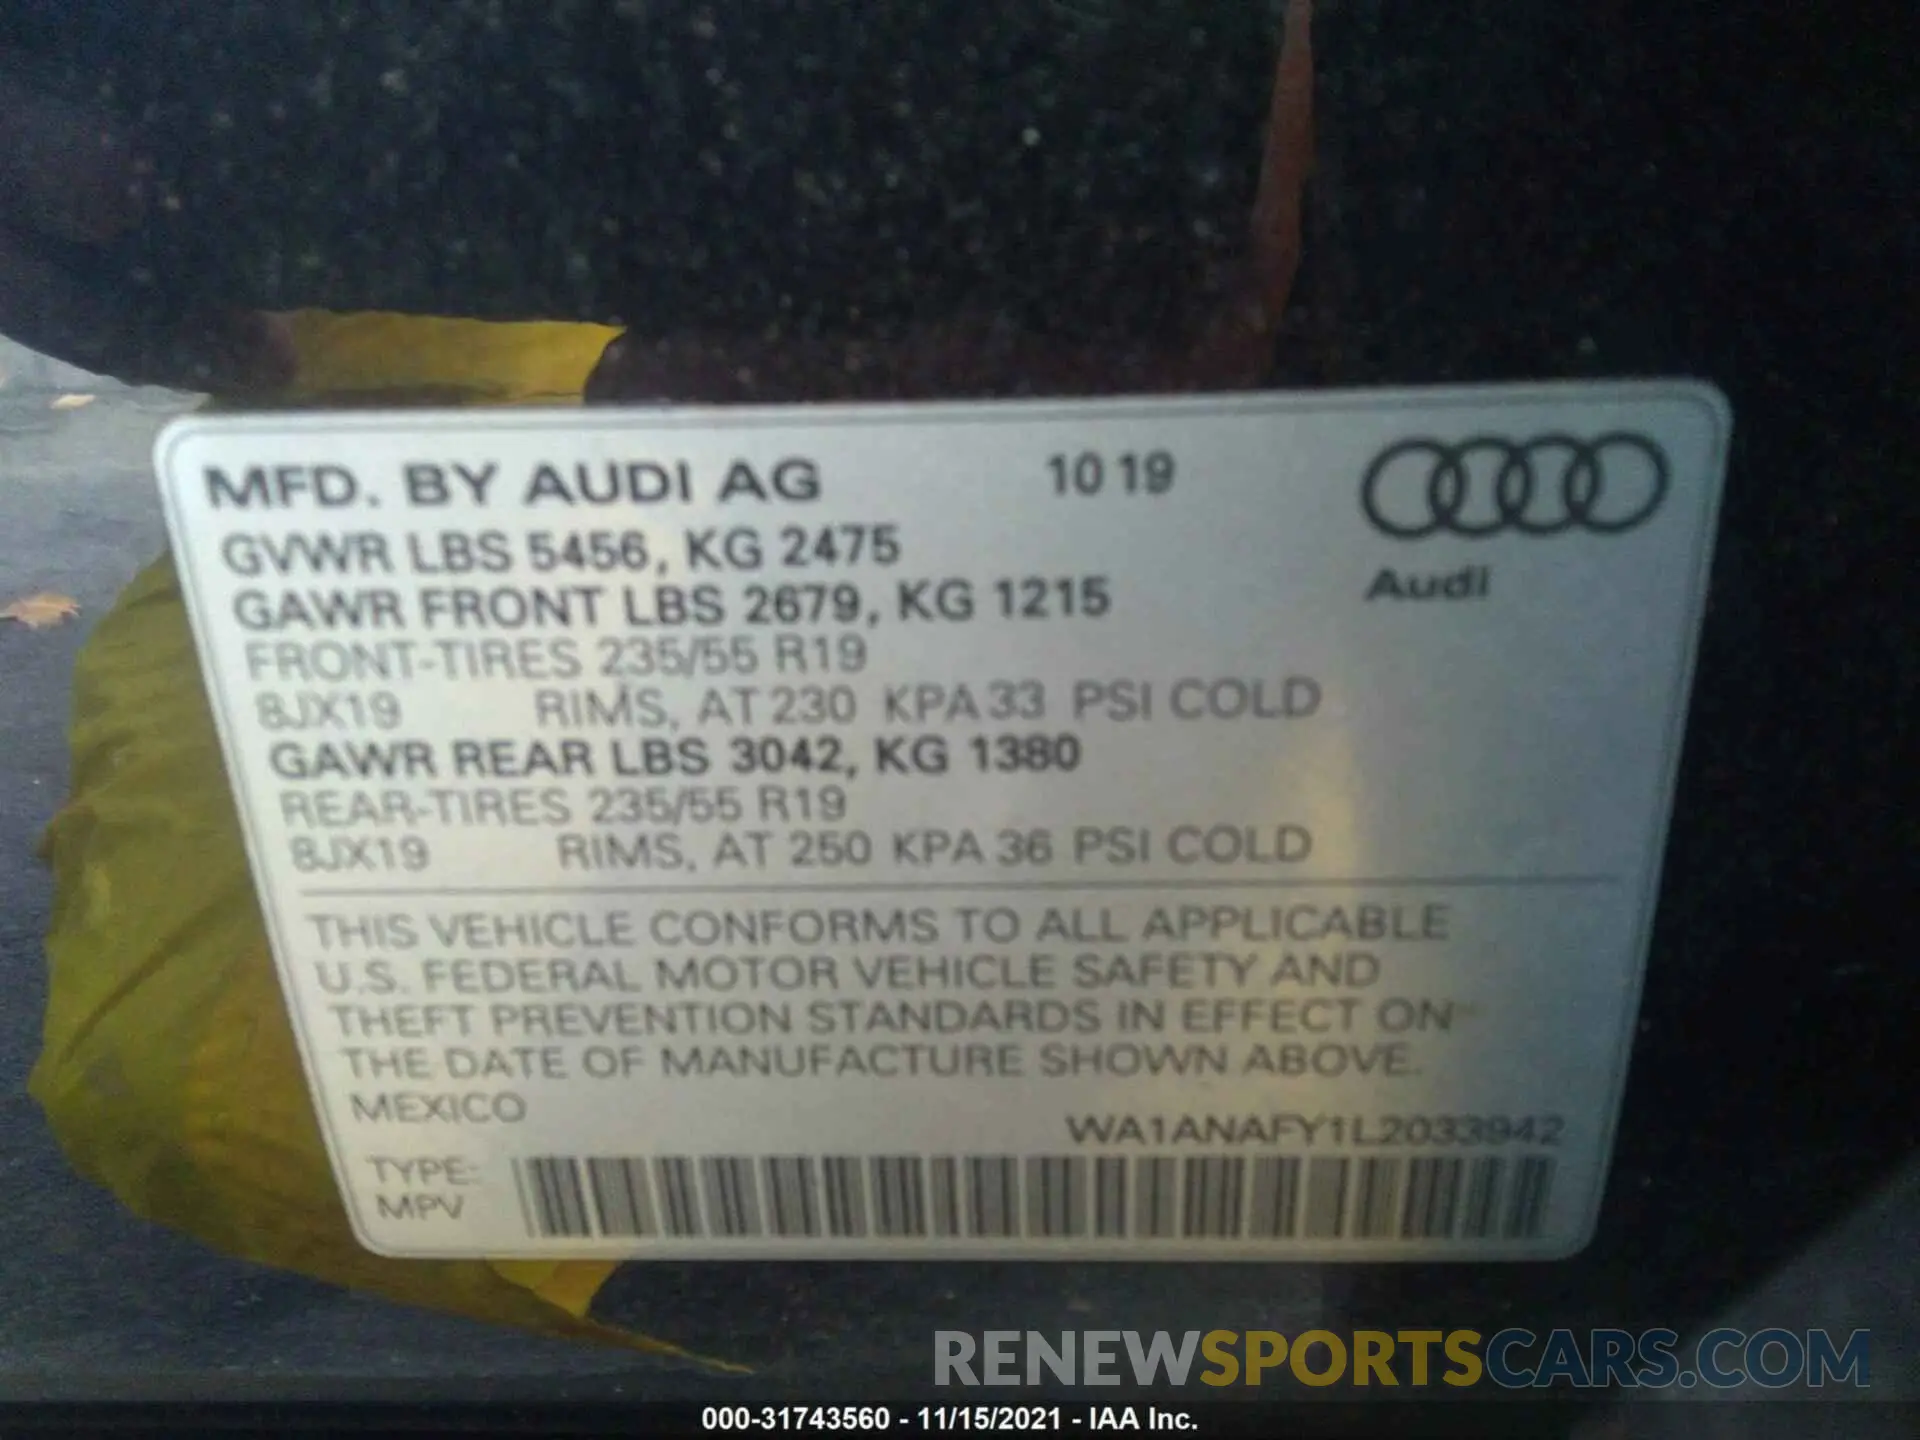 MFD. BY AUDI AG 10 19
GVWR LBS 5456, KG 2475
Audi
GAWR FRONT LBS 2679, KG 1215
FRONT-TIRES 235/55 R19
8JX19 RIMS, AT 230 KPA 33 PSI COLD
GAWR REAR LBS 3042, KG 1380
REAR-TIRES 235/55 R19
8JX19 RIMS, AT 250 KPA 36 PSI COLD
THIS VEHICLE CONFORMS TO ALL APPLICABLE
U.S. FEDERAL MOTOR VEHICLE SAFETY AND
THEFT PREVENTION STANDARDS IN EFFECT ON
THE DATE OF MANUFACTURE SHOWN ABOVE.
MEXICO
WA1ANAFY1L2033942
TYPE:
MPV
RENEWSPORTSCARS.COM
000-31743560 - 11/15/2021 - IAA Inc.